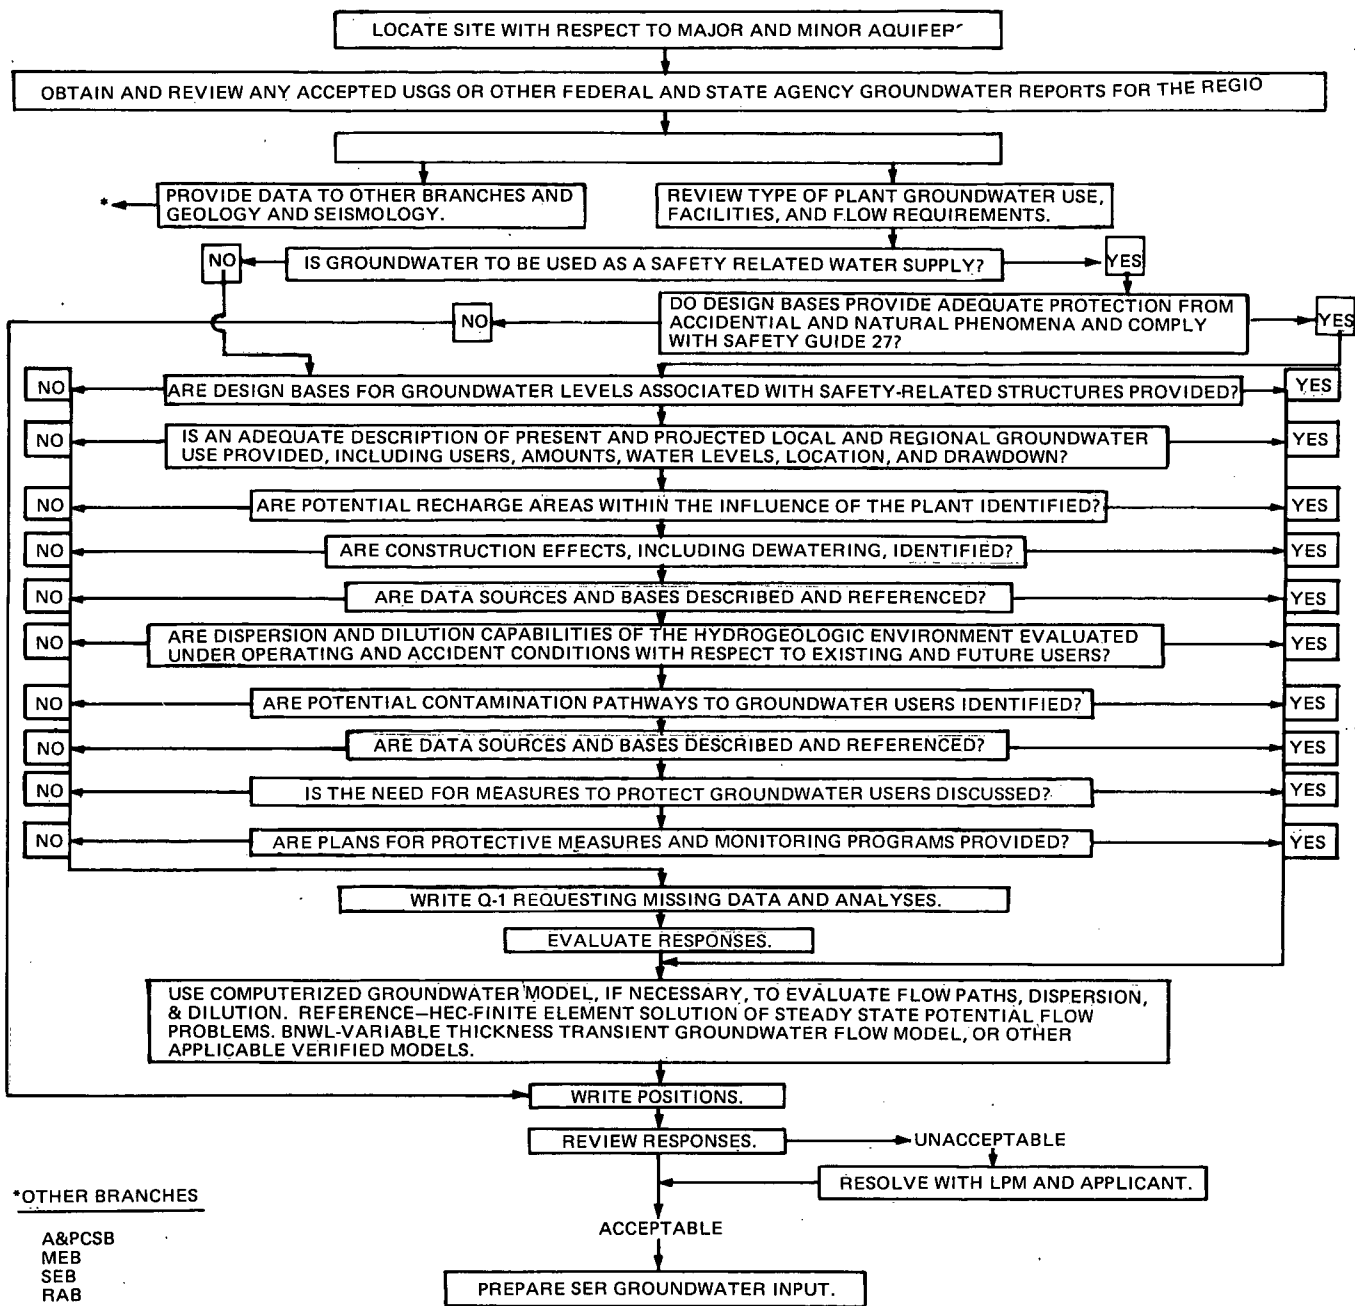 LOCATE SITE WITH RESPECT TO MAJOR AND MINOR
OBTAIN AND REVIEW ANY ACCEPTED USGS OR OTHER FEDERAL AND STATE AGENCY GROUNDWATER REPORTS FOR THE REGIO
PROVIDE DATA TO OTHER BRANCHES AND
GEOLOGY AND SEISMOLOGY.
*
REVIEW TYPE OF PLANT GROUNDWATER USE,
FACILITIES, AND FLOW REQUIREMENTS.
NO
IS GROUNDWATER TO BE USED AS A SAFETY RELATED WATER SUPPLY?
YES
NO
DO DESIGN BASES PROVIDE ADEQUATE PROTECTION FROM
ACCIDENTIAL AND NATURAL PHENOMENA AND COMPLY
WITH SAFETY GUIDE 27?
YES
NO
ARE DESIGN BASES FOR GROUNDWATER LEVELS ASSOCIATED WITH SAFETY-RELATED STRUCTURES PROVIDED?
YES
NO
IS AN ADEQUATE DESCRIPTION OF PRESENT AND PROJECTED LOCAL AND REGIONAL GROUNDWATER
USE PROVIDED, INCLUDING USERS, AMOUNTS, WATER LEVELS, LOCATION, AND DRAWDOWN?
YES
NO
ARE POTENTIAL RECHARGE AREAS WITHIN THE INFLUENCE OF THE PLANT IDENTIFIED?
YES
NO
ARE CONSTRUCTION EFFECTS, INCLUDING DEWATERING, IDENTIFIED?
YES
NO
ARE DATA SOURCES AND BASES DESCRIBED AND REFERENCED?
YES
NO
ARE DISPERSION AND DILUTION CAPABILITIES OF THE HYDROGEOLOGIC ENVIRONMENT EVALUATED
UNDER OPERATING AND ACCIDENT CONDITIONS WITH RESPECT TO EXISTING AND FUTURE USERS?
YES
NO
ARE POTENTIAL CONTAMINATION PATHWAYS TO GROUNDWATER USERS IDENTIFIED?
YES
NO
ARE DATA SOURCES AND BASES DESCRIBED AND REFERENCED?
YES
NO
IS THE NEED FOR MEASURES TO PROTECT GROUNDWATER USERS DISCUSSED?
YES
NO
ARE PLANS FOR PROTECTIVE MEASURES AND MONITORING PROGRAMS PROVIDED?
YES
WRITE Q-1 REQUESTING MISSING DATA AND ANALYSES.
EVALUATE RESPONSES.
USE COMPUTERIZED GROUNDWATER MODEL, IF NECESSARY, TO EVALUATE FLOW PATHS, DISPERSION,
& DILUTION. REFERENCE—HEC-FINITE ELEMENT SOLUTION OF STEADY STATE POTENTIAL FLOW
PROBLEMS. BNWL-VARIABLE THICKNESS TRANSIENT GROUNDWATER FLOW MODEL, OR OTHER
APPLICABLE VERIFIED MODELS.
WRITE POSITIONS.
REVIEW RESPONSES.
UNACCEPTABLE
RESOLVE WITH LPM AND APPLICANT.
ACCEPTABLE
PREPARE SER GROUNDWATER INPUT.
*OTHER BRANCHES
A&PCSB
MEB
SEB
RAB